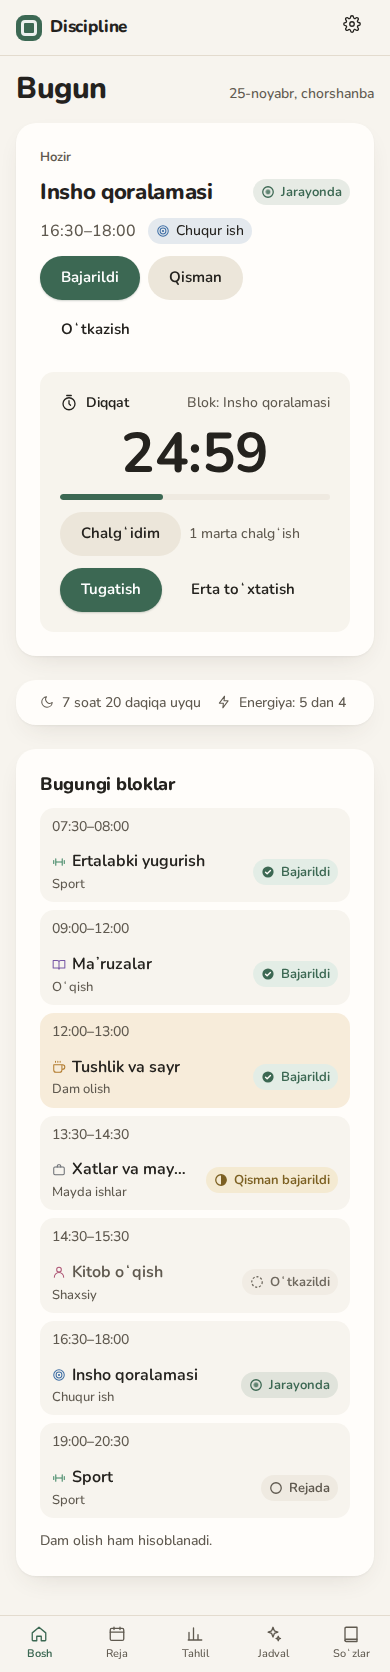 Discipline
Bugun
25-noyabr, chorshanba
Hozir
Insho qoralamasi
Jarayonda
16:30–18:00
Chuqur ish
Bajarildi
Qisman
Oʻtkazish
Diqqat
Blok: Insho qoralamasi
24:59
Chalgʻidim
1 marta chalgʻish
Tugatish
Erta toʻxtatish
7 soat 20 daqiqa uyqu
Energiya: 5 dan 4
Bugungi bloklar
07:30–08:00
Ertalabki yugurish
Sport
Bajarildi
09:00–12:00
Maʼruzalar
Oʻqish
Bajarildi
12:00–13:00
Tushlik va sayr
Dam olish
Bajarildi
13:30–14:30
Xatlar va may...
Mayda ishlar
Qisman bajarildi
14:30–15:30
Kitob oʻqish
Shaxsiy
Oʻtkazildi
16:30–18:00
Insho qoralamasi
Chuqur ish
Jarayonda
19:00–20:30
Sport
Sport
Rejada
Dam olish ham hisoblanadi.
Bosh
Reja
Tahlil
Jadval
Soʻzlar